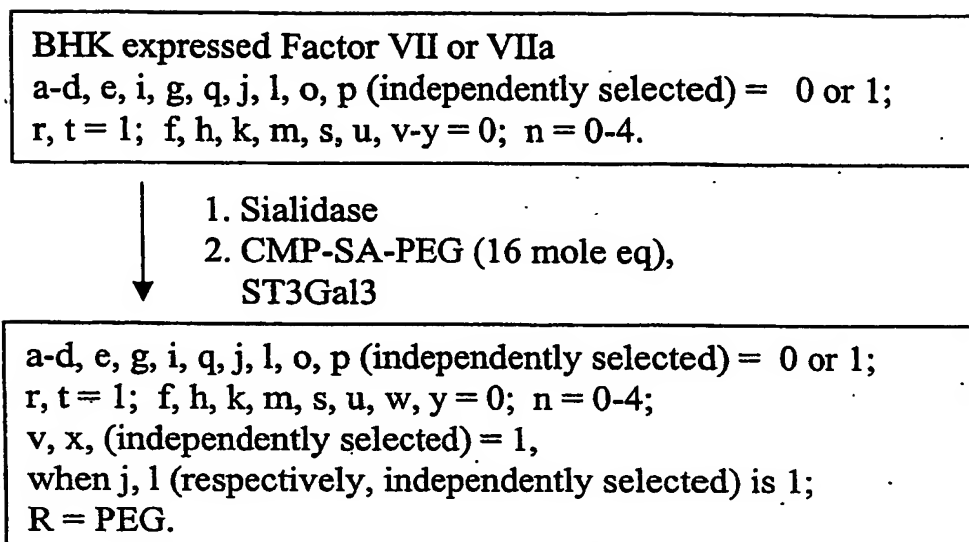 BHK expressed Factor VII or VIIa
a-d, e, i, g, q, j, l, o, p (independently selected) = 0 or 1;
r, t = 1; f, h, k, m, s, u, v-y = 0; n = 0-4.
1. Sialidase
2. CMP-SA-PEG (16 mole eq),
ST3Gal3
a-d, e, g, i, q, j, l, o, p (independently selected) = 0 or 1;
r, t = 1; f, h, k, m, s, u, w, y = 0; n = 0-4;
v, x, (independently selected) = 1,
when j, l (respectively, independently selected) is 1;
R = PEG.